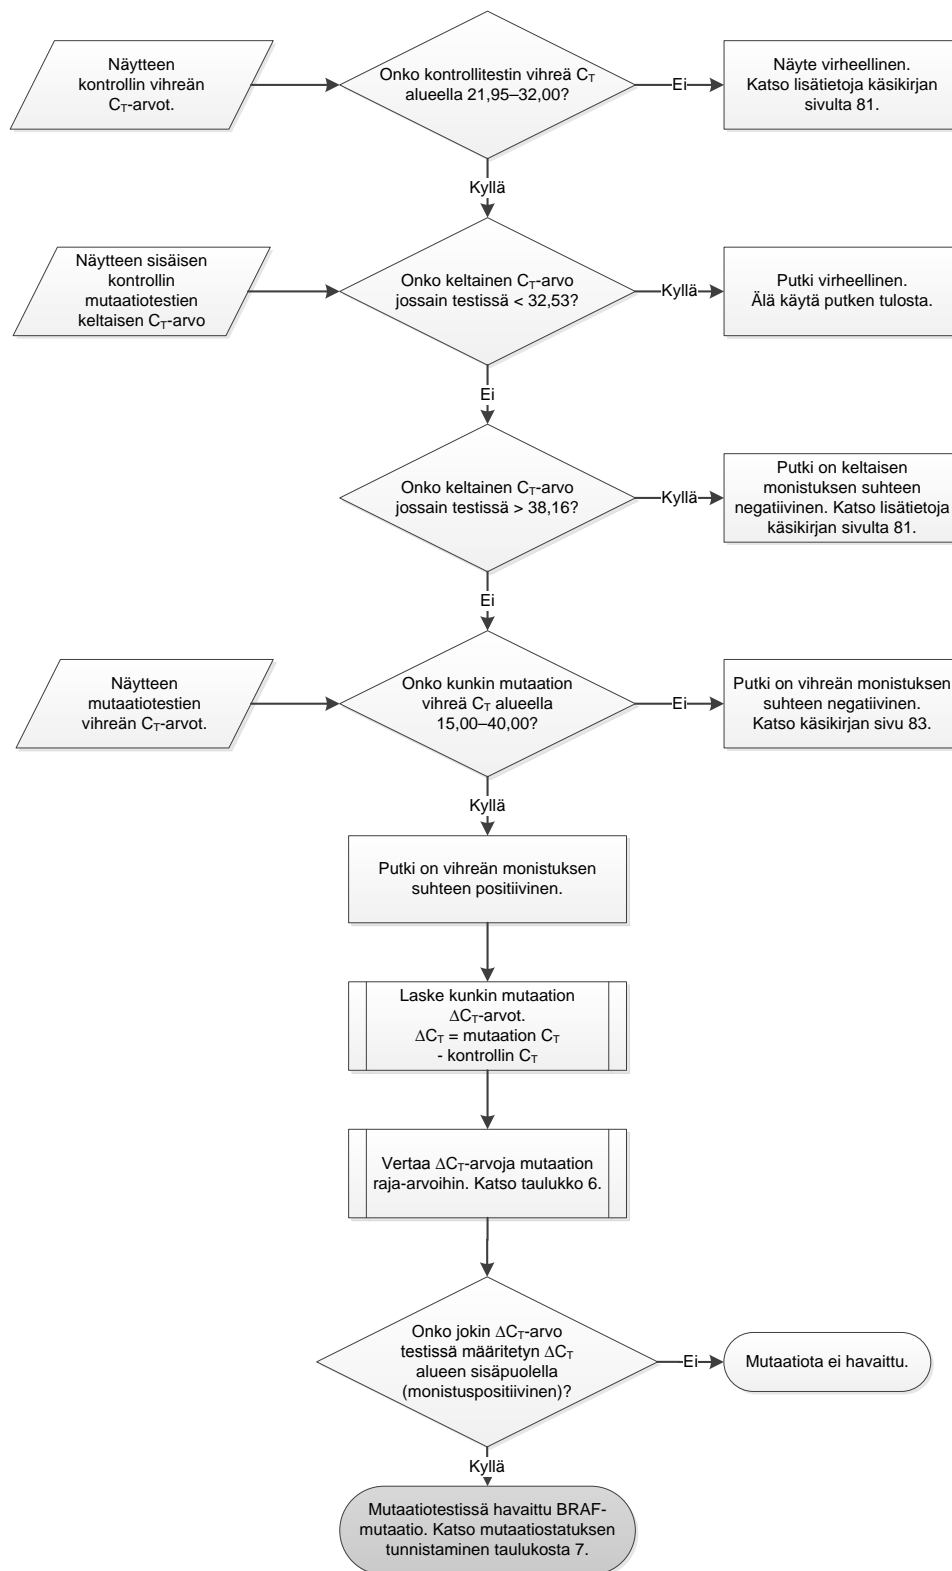 Näytteen
kontrollin vihreän
CT-arvot.
Onko kontrollitestin vihreä CT
alueella 21,95–32,00?
Ei
Näyte virheellinen.
Katso lisätietoja käsikirjan
sivulta 81.
Kyllä
Näytteen sisäisen
kontrollin
mutaatiotestien
keltaisen CT-arvo
Onko keltainen CT-arvo
jossain testissä < 32,53?
Kyllä
Putki virheellinen.
Älä käytä putken tulosta.
Ei
Onko keltainen CT-arvo
jossain testissä > 38,16?
Kyllä
Putki on keltaisen
monistuksen suhteen
negatiivinen. Katso lisätietoja
käsikirjan sivulta 81.
Ei
Näytteen
mutaatiotestien
vihreän CT-arvot.
Onko kunkin mutaation
vihreä CT alueella
15,00–40,00?
Ei
Putki on vihreän monistuksen
suhteen negatiivinen.
Katso käsikirjan sivu 83.
Kyllä
Putki on vihreän monistuksen
suhteen positiivinen.
Laske kunkin mutaation
ΔCT-arvot.
ΔCT = mutaation CT
- kontrollin CT
Vertaa ΔCT-arvoja mutaation
raja-arvoihin. Katso taulukko 6.
Onko jokin ΔCT-arvo
testissä määritetyn ΔCT
alueen sisäpuolella
(monistuspositiivinen)?
Ei
Mutaatiota ei havaittu.
Kyllä
Mutaatiotestissä havaittu BRAF-
mutaatio. Katso mutaatiostatuksen
tunnistaminen taulukosta 7.